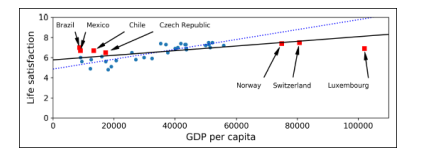 10
Brazil Mexico Chile Czech Republic
8
6
Life satisfaction
4
Norway Switzerland Luxembourg
2
0
0 20000 40000 60000 80000 100000
GDP per capita